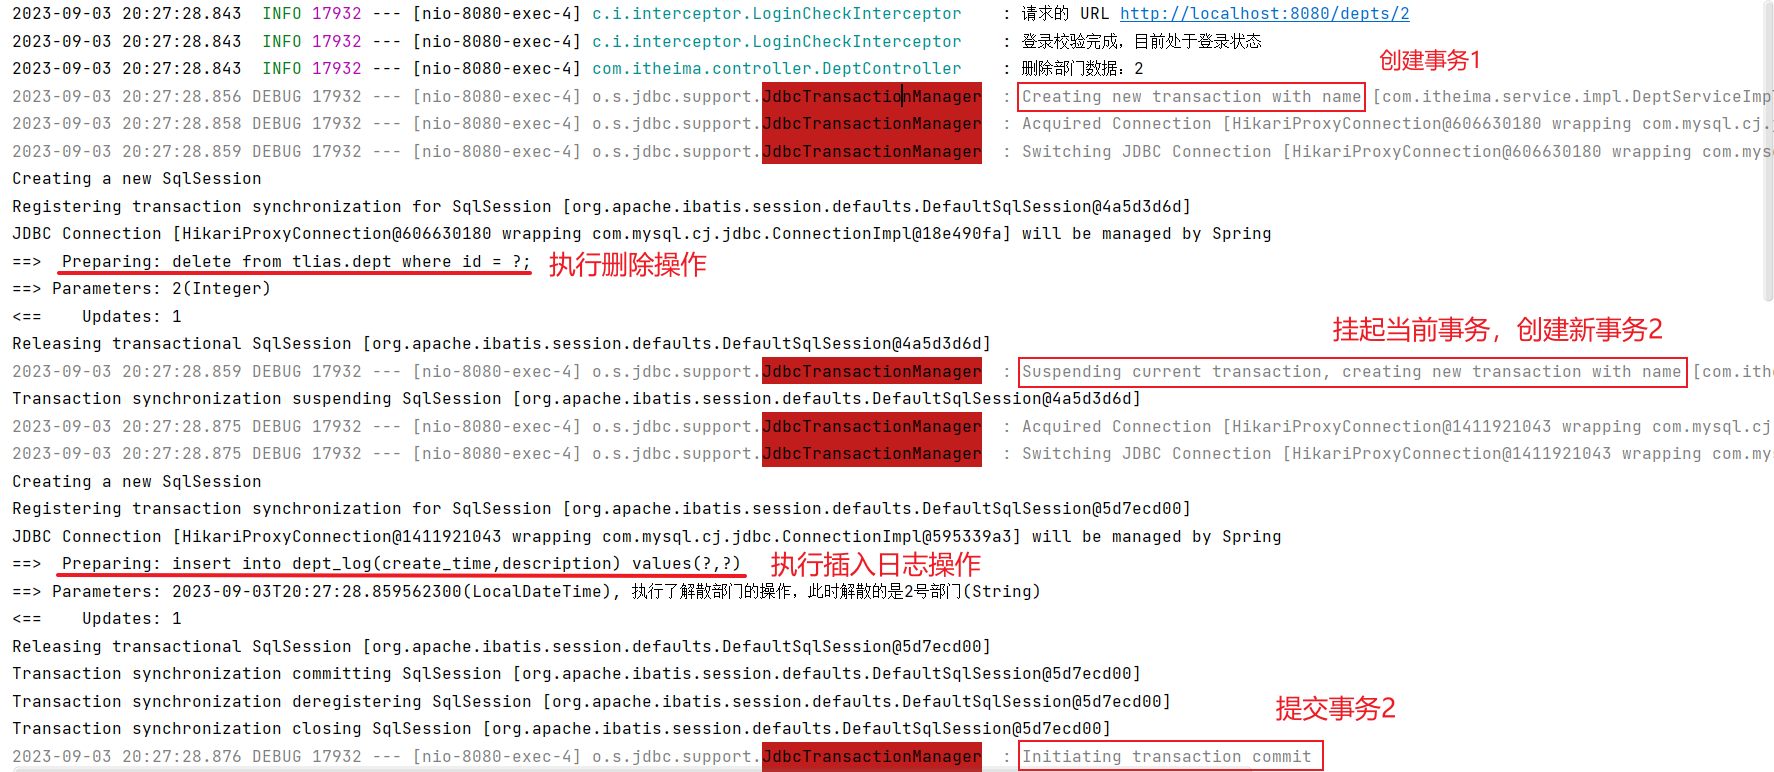 2023-09-03 20:27:28.843  INFO 17932 --- [nio-8080-exec-4] c.i.interceptor.LoginCheckInterceptor    : 请求的 URL http://localhost:8080/depts/2
2023-09-03 20:27:28.843  INFO 17932 --- [nio-8080-exec-4] c.i.interceptor.LoginCheckInterceptor    : 登录校验完成，目前处于登录状态
创建事务1
2023-09-03 20:27:28.843  INFO 17932 --- [nio-8080-exec-4] com.itheima.controller.DeptController    : 删除部门数据：2
2023-09-03 20:27:28.856 DEBUG 17932 --- [nio-8080-exec-4] o.s.jdbc.support.JdbcTransactionManager  : Creating new transaction with name [com.itheima.service.impl.DeptServiceImpl
2023-09-03 20:27:28.858 DEBUG 17932 --- [nio-8080-exec-4] o.s.jdbc.support.JdbcTransactionManager  : Acquired Connection [HikariProxyConnection@606630180 wrapping com.mysql.cj.j
2023-09-03 20:27:28.859 DEBUG 17932 --- [nio-8080-exec-4] o.s.jdbc.support.JdbcTransactionManager  : Switching JDBC Connection [HikariProxyConnection@606630180 wrapping com.mys
Creating a new SqlSession
Registering transaction synchronization for SqlSession [org.apache.ibatis.session.defaults.DefaultSqlSession@4a5d3d6d]
JDBC Connection [HikariProxyConnection@606630180 wrapping com.mysql.cj.jdbc.ConnectionImpl@18e490fa] will be managed by Spring
==>  Preparing: delete from tlias.dept where id = ?; 执行删除操作
==> Parameters: 2(Integer)
<==    Updates: 1
挂起当前事务，创建新事务2
Releasing transactional SqlSession [org.apache.ibatis.session.defaults.DefaultSqlSession@4a5d3d6d]
2023-09-03 20:27:28.859 DEBUG 17932 --- [nio-8080-exec-4] o.s.jdbc.support.JdbcTransactionManager  : Suspending current transaction, creating new transaction with name [com.ith
Transaction synchronization suspending SqlSession [org.apache.ibatis.session.defaults.DefaultSqlSession@4a5d3d6d]
2023-09-03 20:27:28.875 DEBUG 17932 --- [nio-8080-exec-4] o.s.jdbc.support.JdbcTransactionManager  : Acquired Connection [HikariProxyConnection@1411921043 wrapping com.mysql.cj
2023-09-03 20:27:28.875 DEBUG 17932 --- [nio-8080-exec-4] o.s.jdbc.support.JdbcTransactionManager  : Switching JDBC Connection [HikariProxyConnection@1411921043 wrapping com.my
Creating a new SqlSession
Registering transaction synchronization for SqlSession [org.apache.ibatis.session.defaults.DefaultSqlSession@5d7ecd00]
JDBC Connection [HikariProxyConnection@1411921043 wrapping com.mysql.cj.jdbc.ConnectionImpl@595339a3] will be managed by Spring
==>  Preparing: insert into dept_log(create_time,description) values(?,?) 执行插入日志操作
==> Parameters: 2023-09-03T20:27:28.859562300(LocalDateTime), 执行了解散部门的操作，此时解散的是2号部门(String)
<==    Updates: 1
Releasing transactional SqlSession [org.apache.ibatis.session.defaults.DefaultSqlSession@5d7ecd00]
Transaction synchronization committing SqlSession [org.apache.ibatis.session.defaults.DefaultSqlSession@5d7ecd00]
Transaction synchronization deregistering SqlSession [org.apache.ibatis.session.defaults.DefaultSqlSession@5d7ecd00]
提交事务2
Transaction synchronization closing SqlSession [org.apache.ibatis.session.defaults.DefaultSqlSession@5d7ecd00]
2023-09-03 20:27:28.876 DEBUG 17932 --- [nio-8080-exec-4] o.s.jdbc.support.JdbcTransactionManager  : Initiating transaction commit